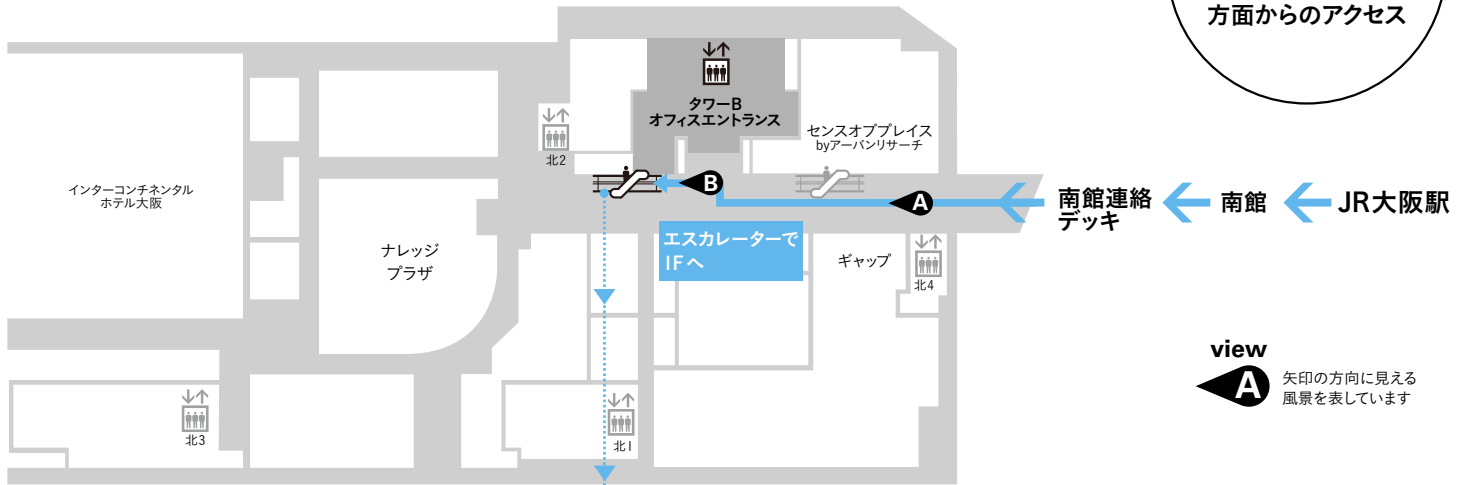 方面からのアクセス
タワーB
オフィスエントランス
センスオブプレイス
byアーバンリサーチ
北2
インターコンチネンタル
ホテル大阪
B
A
南館連絡
デッキ
南館
JR大阪駅
エスカレーターで
1Fへ
ナレッジ
プラザ
ギャップ
北4
view
A
矢印の方向に見える
風景を表しています
北3
北1